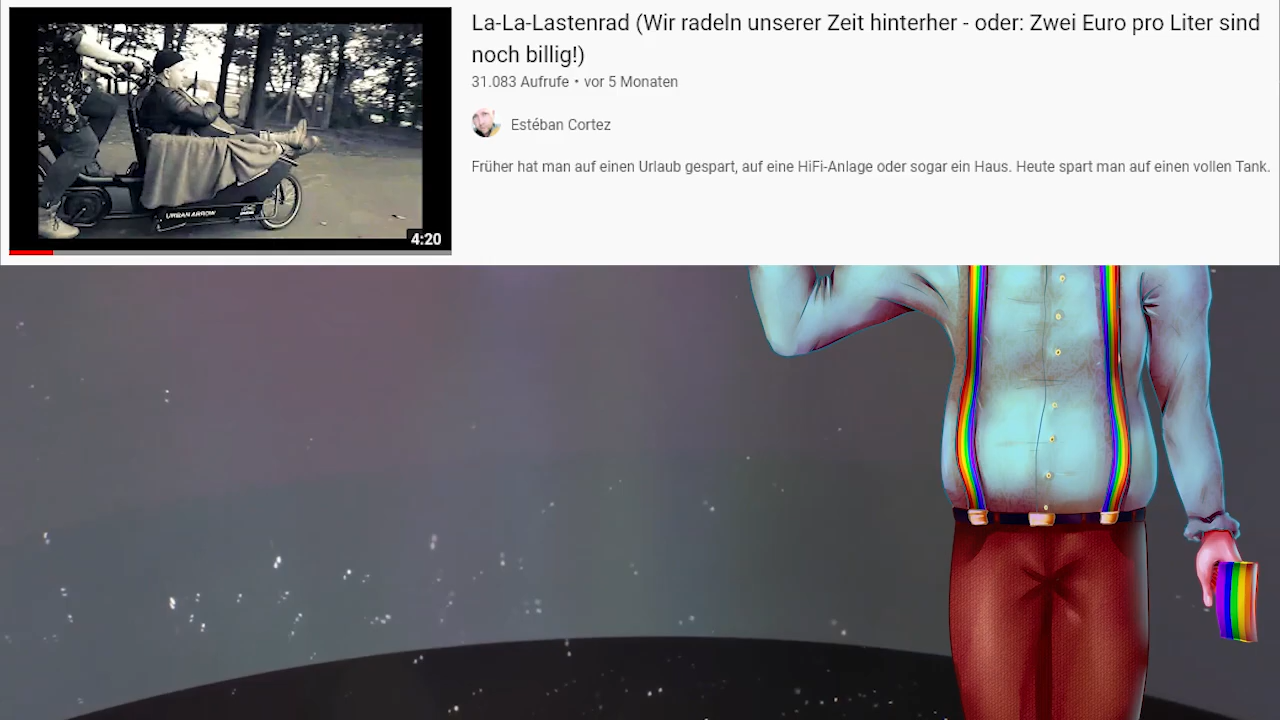 La-La-Lastenrad (Wir radeln unserer Zeit hinterher - oder: Zwei Euro pro Liter sind
noch billig!)
31.083 Aufrufe • vor 5 Monaten
Estéban Cortez
Früher hat man auf einen Urlaub gespart, auf eine HiFi-Anlage oder sogar ein Haus. Heute spart man auf einen vollen Tank.
URBAN ARROW
4:20